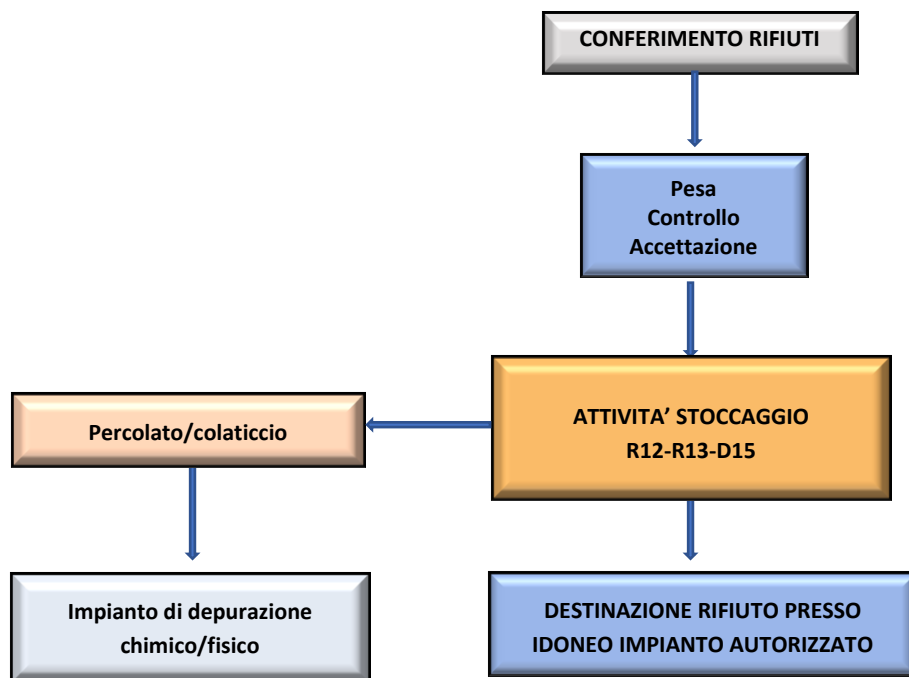 CONFERIMENTO RIFIUTI
Pesa
Controllo
Accettazione
ATTIVITA’ STOCCAGGIO
R12-R13-D15
Percolato/colaticcio
Impianto di depurazione
chimico/fisico
DESTINAZIONE RIFIUTO PRESSO
IDONEO IMPIANTO AUTORIZZATO